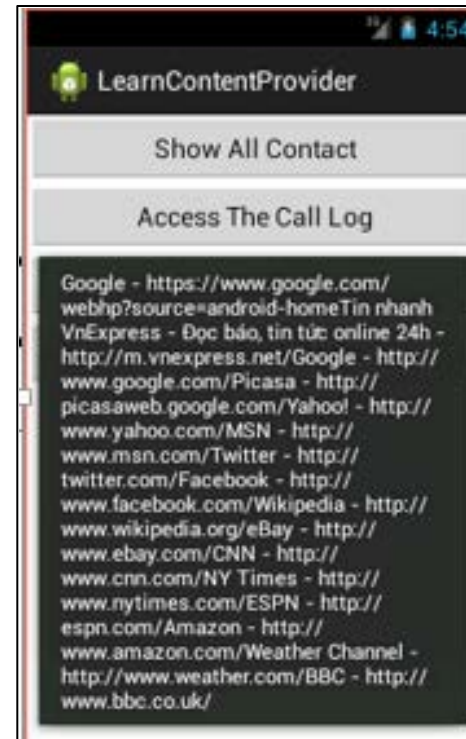 3G 4:54
LearnContentProvider
Show All Contact
Access The Call Log
Google - https://www.google.com/
webhp?source=android-homeTin nhanh
VnExpress - Đọc báo, tin tức online 24h -
http://m.vnexpress.net/Google - http://
www.google.com/Picasa - http://
picasaweb.google.com/Yahoo! - http://
www.yahoo.com/MSN - http://
www.msn.com/Twitter - http://
twitter.com/Facebook - http://
www.facebook.com/Wikipedia - http://
www.wikipedia.org/eBay - http://
www.ebay.com/CNN - http://
www.cnn.com/NY Times - http://
www.nytimes.com/ESPN - http://
espn.com/Amazon - http://
www.amazon.com/Weather Channel -
http://www.weather.com/BBC - http://
www.bbc.co.uk/